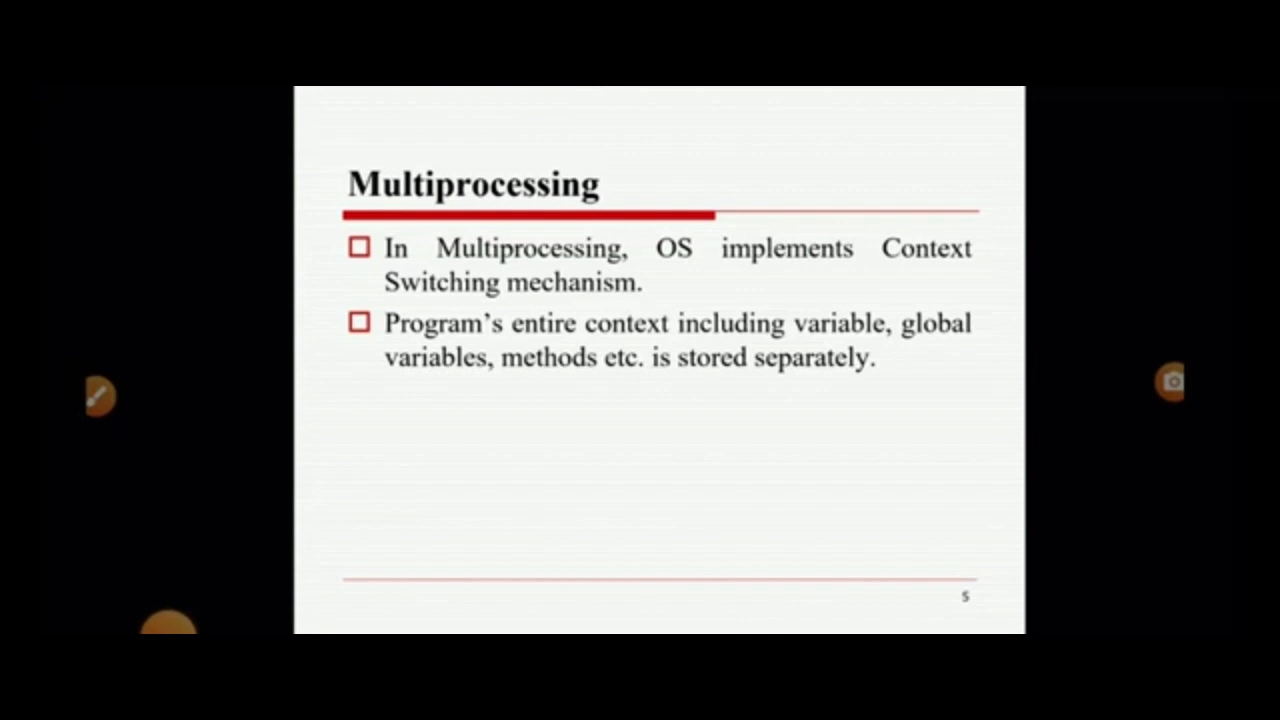 Multiprocessing
In Multiprocessing, OS implements Context
Switching mechanism.
Program's entire context including variable, global
variables, methods etc. is stored separately.
5